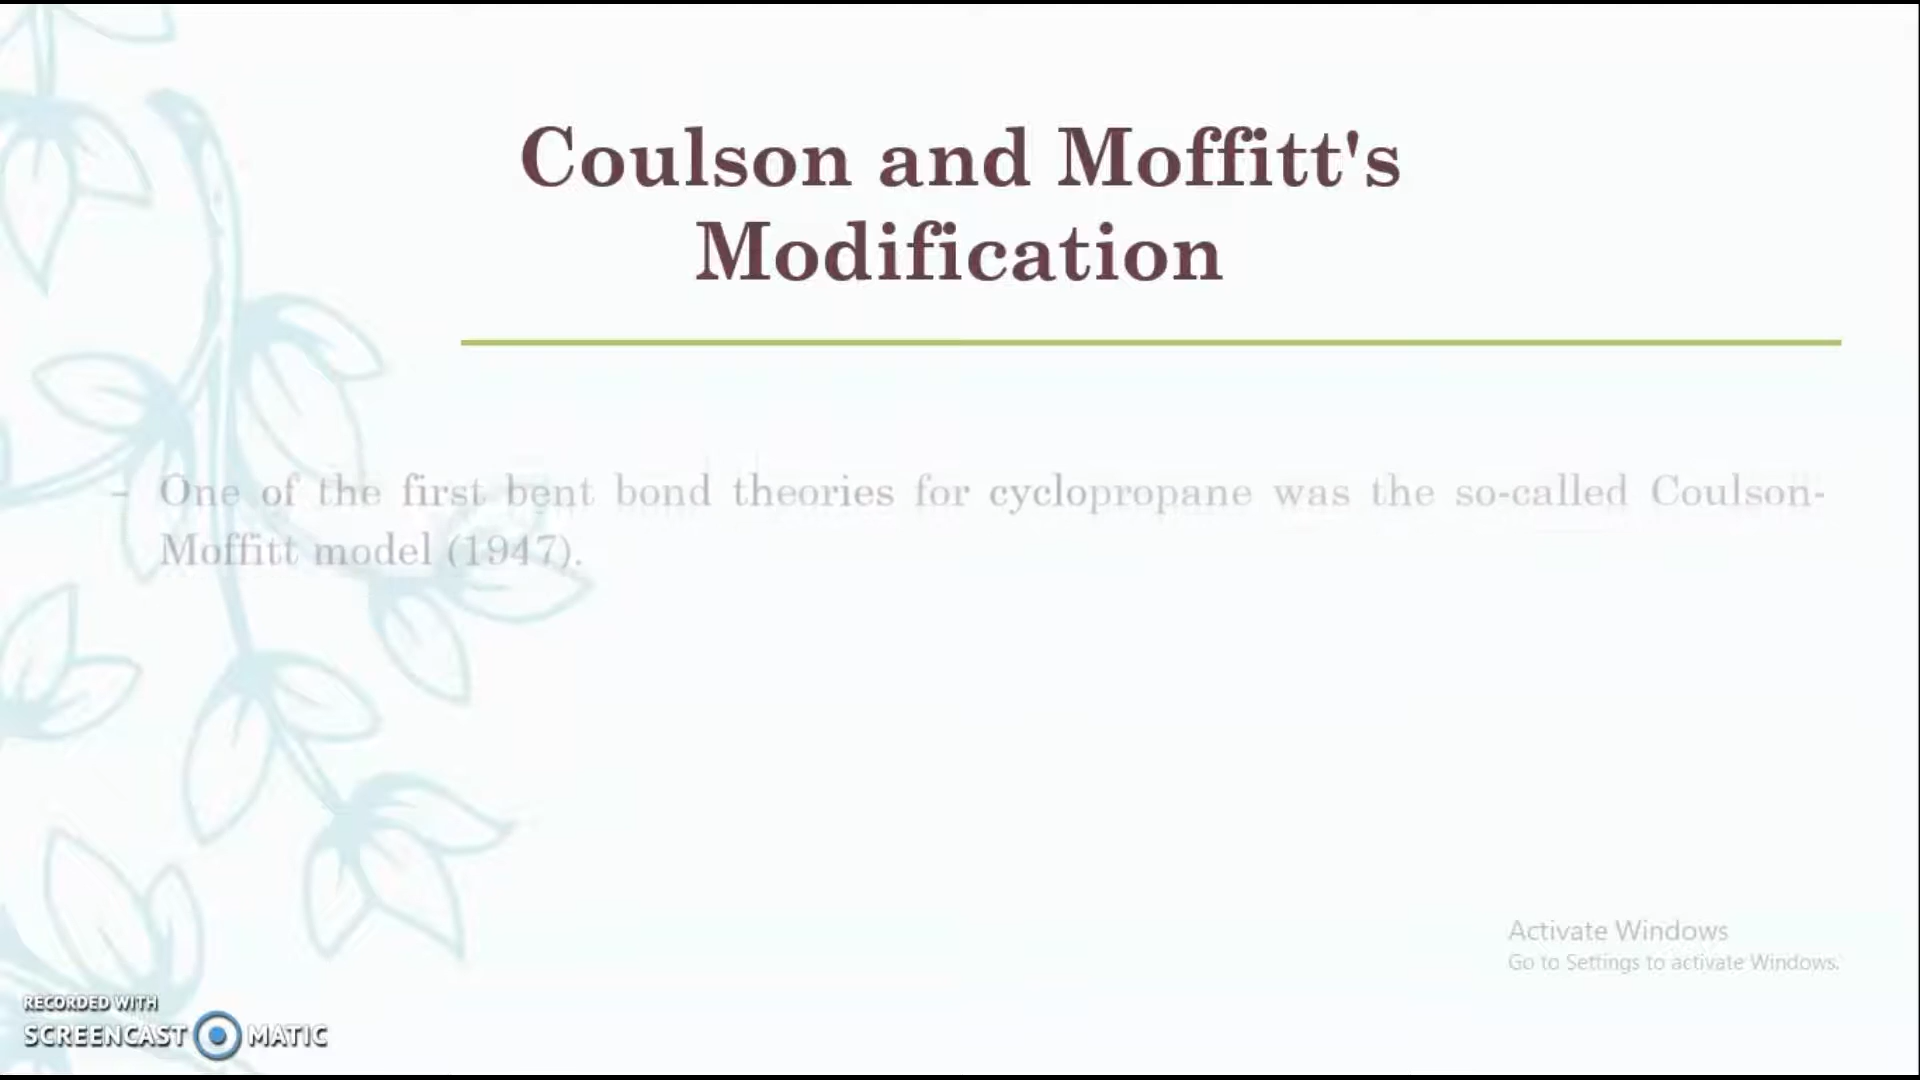 Coulson and Moffitt's
Modification
- One of the first bent bond theories for cyclopropane was the so-called Coulson-
Moffitt model (1947).
Activate Windows
Go to Settings to activate Windows.
RECORDED WITH
SCREENCAST MATIC